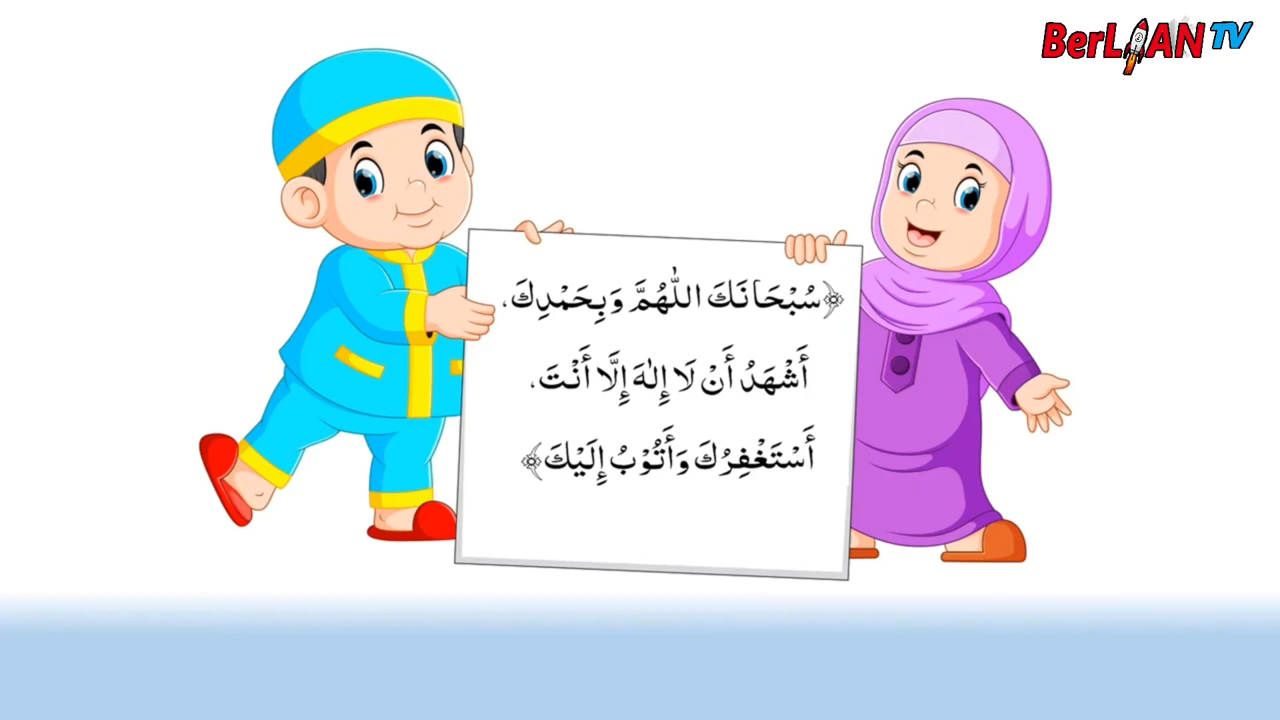 BerLiAN TV
﴿سُبْحَانَكَ اللّٰهُمَّ وَبِحَمْدِكَ،
أَشْهَدُ أَنْ لَا إِلٰهَ إِلَّا أَنْتَ،
أَسْتَغْفِرُكَ وَأَتُوْبُ إِلَيْكَ﴾